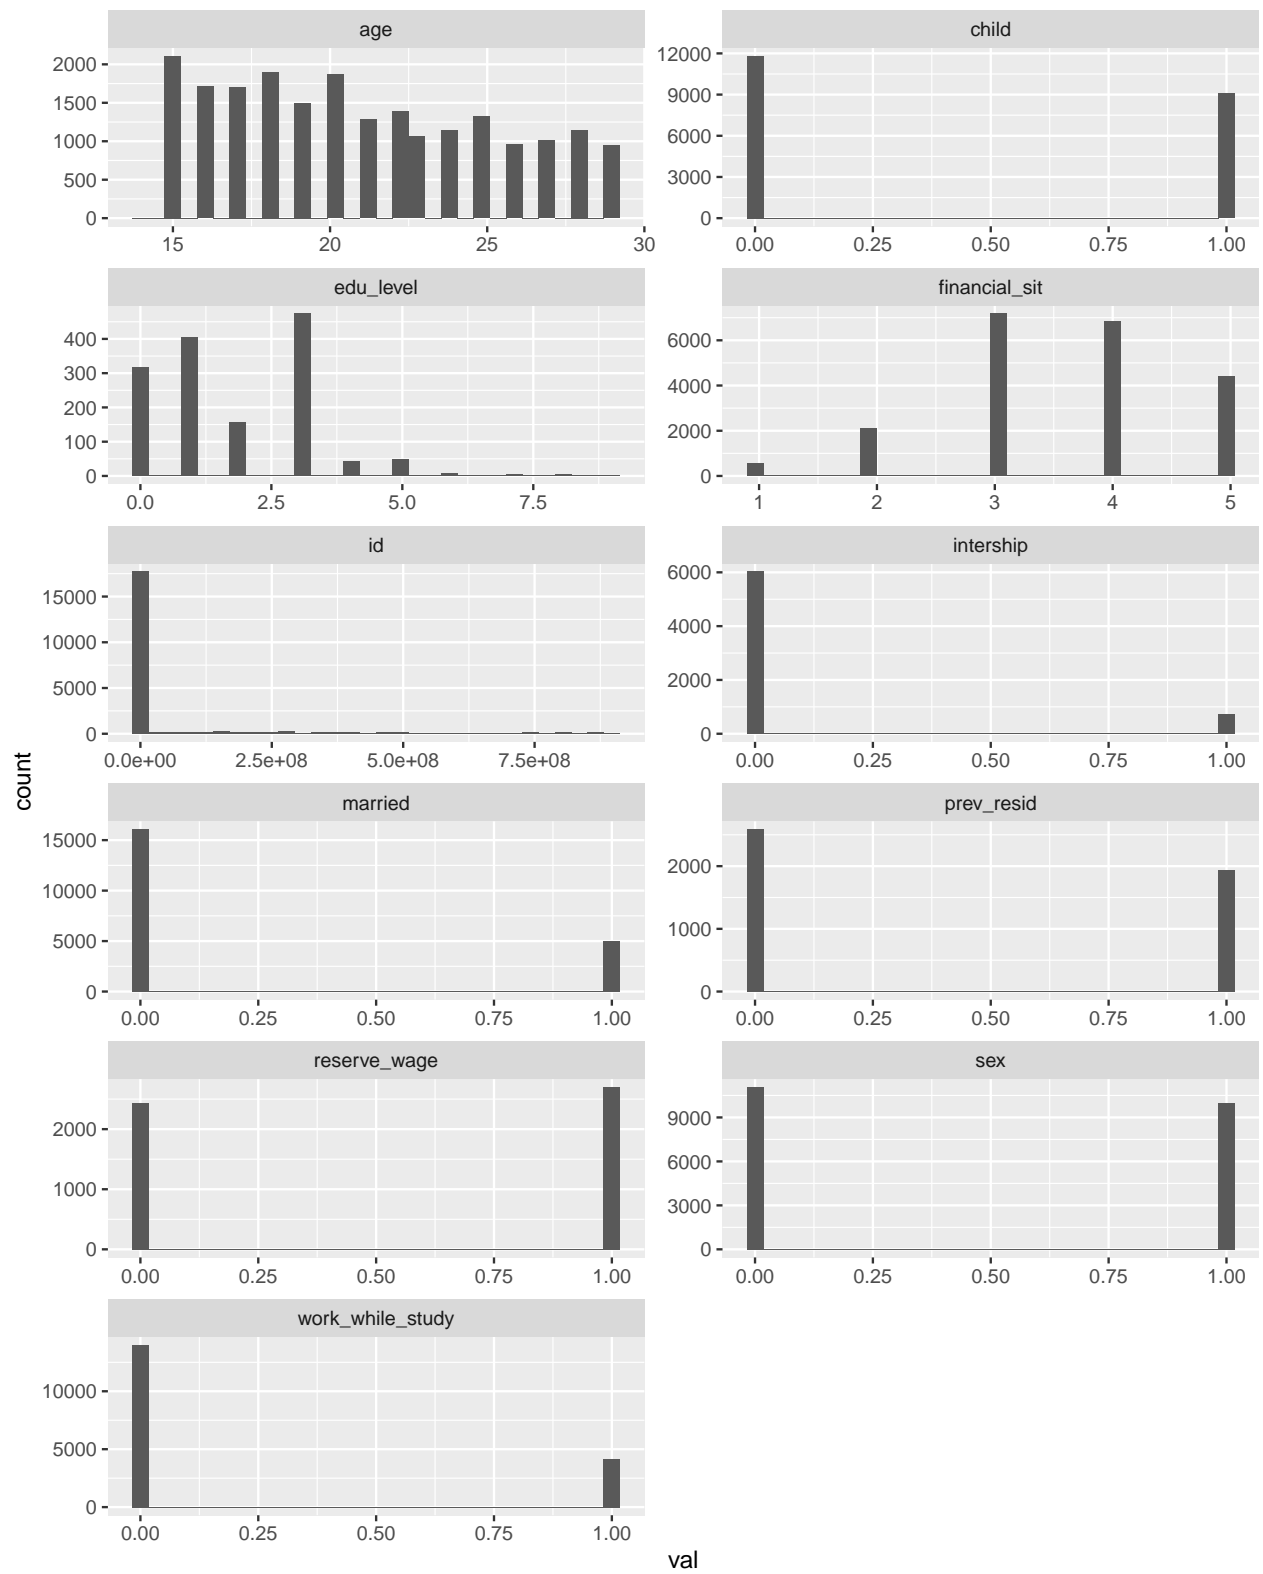 age
2000
1500
1000
500
0
15 20 25 30
child
12000
9000
6000
3000
0
0.00 0.25 0.50 0.75 1.00
edu_level
400
300
200
100
0
0.0 2.5 5.0 7.5
financial_sit
6000
4000
2000
0
1 2 3 4 5
id
15000
10000
5000
0
0.0e+00 2.5e+08 5.0e+08 7.5e+08
intership
6000
4000
2000
0
0.00 0.25 0.50 0.75 1.00
count
married
15000
10000
5000
0
0.00 0.25 0.50 0.75 1.00
prev_resid
2000
1000
0
0.00 0.25 0.50 0.75 1.00
reserve_wage
2000
1000
0
0.00 0.25 0.50 0.75 1.00
sex
9000
6000
3000
0
0.00 0.25 0.50 0.75 1.00
work_while_study
10000
5000
0
0.00 0.25 0.50 0.75 1.00
val